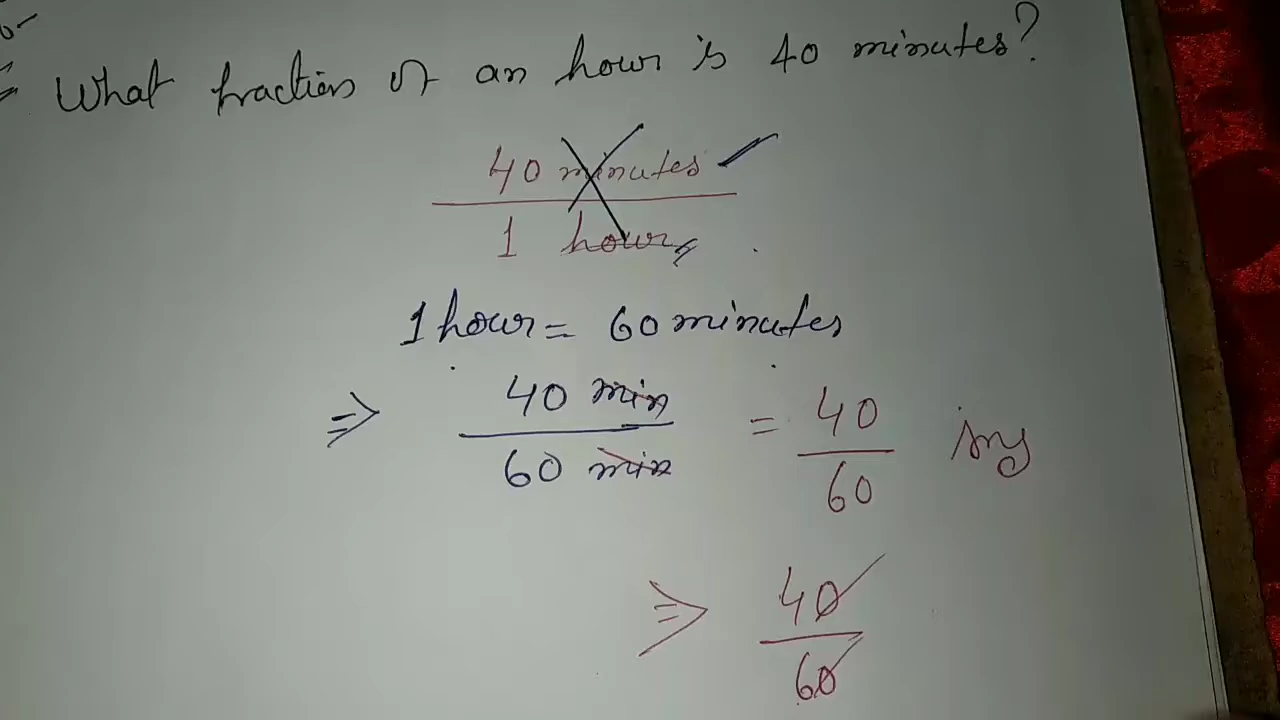 What fraction of an hour is 40 minutes?
40 minutes
1 hour
1 hour = 60 minutes
⇒ 40 min = 40
60 min 60
⇒ 40
60